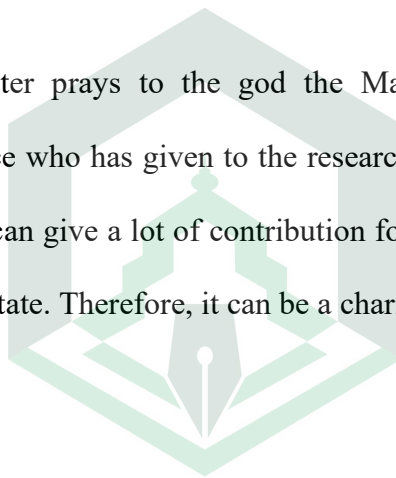 ter prays to the god the Ma
e who has given to the researc
can give a lot of contribution fo
tate. Therefore, it can be a char